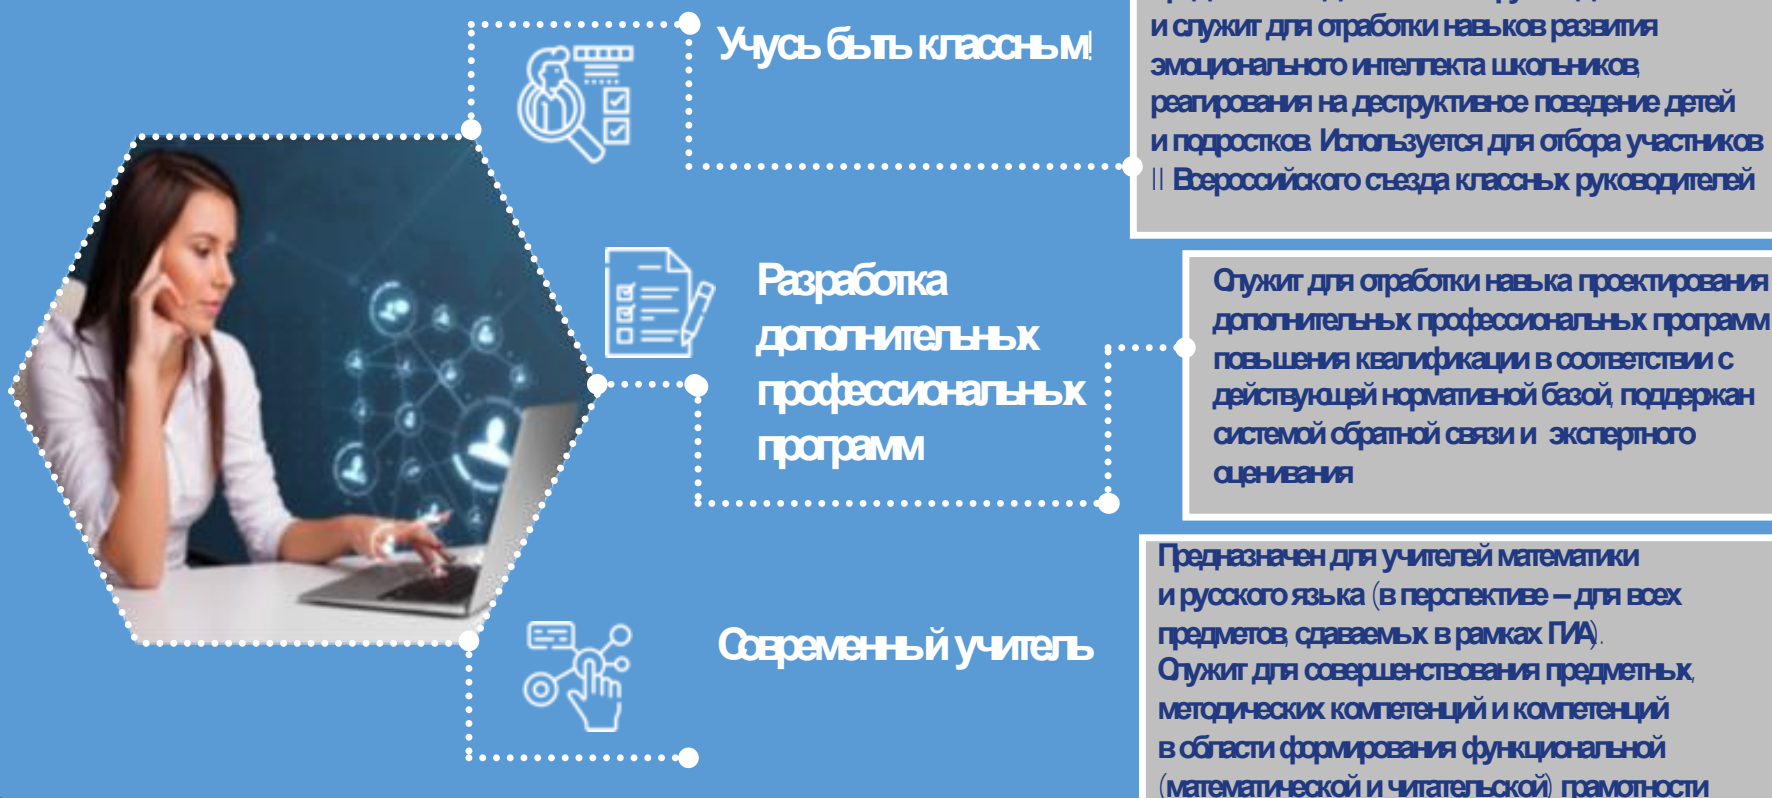 Учусь быть классным!
и служит для отработки навыков развития
эмоционального интеллекта школьников,
реагирования на деструктивное поведение детей
и подростков. Используется для отбора участников
II Всероссийского съезда классных руководителей
Разработка
дополнительных
профессиональных
программ
Служит для отработки навыка проектирования
дополнительных профессиональных программ
повышения квалификации в соответствии с
действующей нормативной базой, поддержан
системой обратной связи и экспертного
оценивания
Современный учитель
Предназначен для учителей математики
и русского языка (в перспективе – для всех
предметов, сдаваемых в рамках ГИА).
Служит для совершенствования предметных,
методических компетенций и компетенций
в области формирования функциональной
(математической и читательской) грамотности